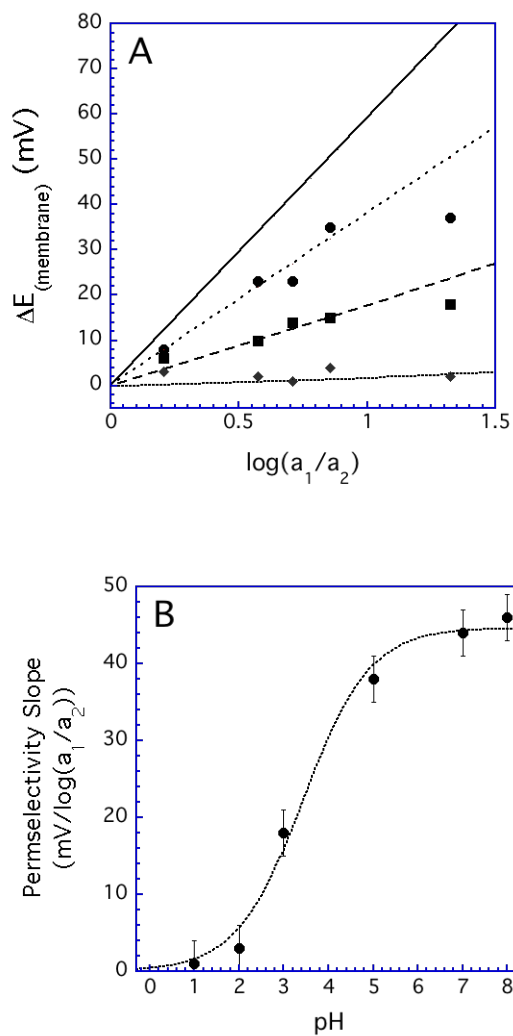 A
80
70
60
50
40
30
20
10
0
ΔE(membrane) (mV)
0 0.5 1 1.5
log(a1/a2)
B
50
40
30
20
10
0
Permselectivity Slope
(mV/log(a1/a2))
0 1 2 3 4 5 6 7 8
pH